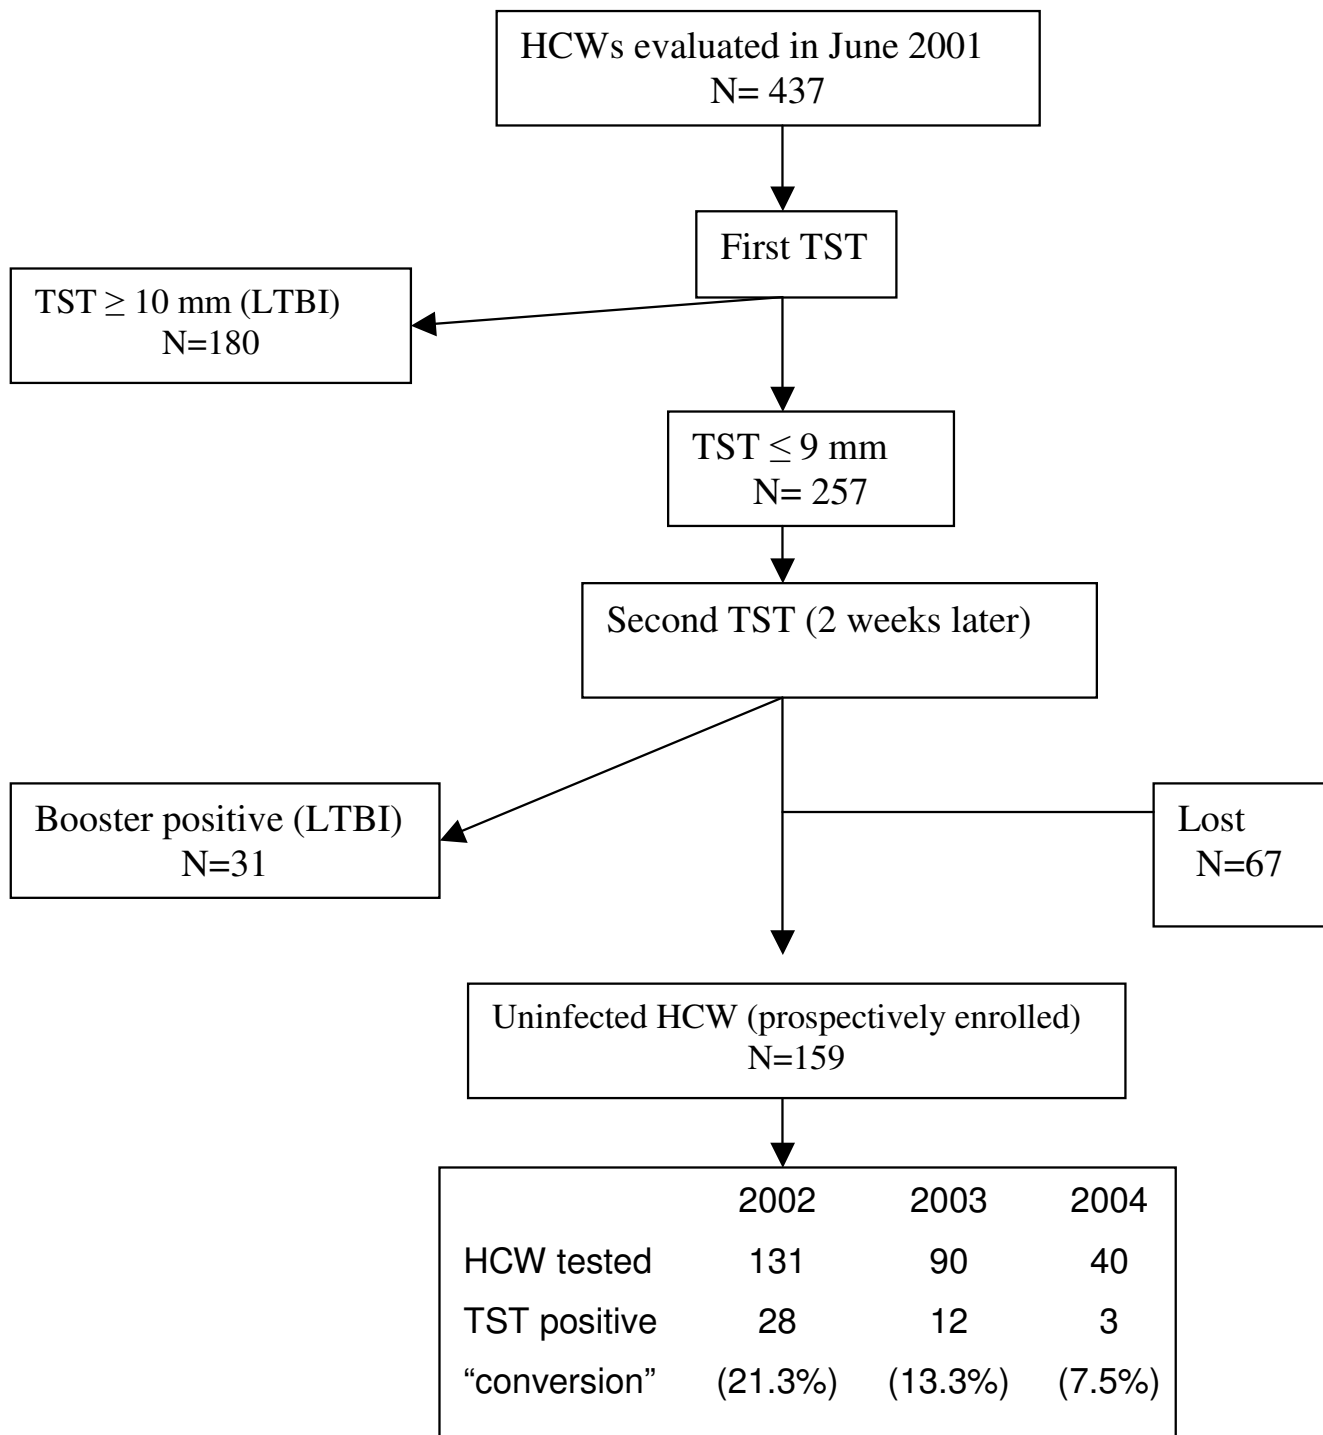 HCWs evaluated in June 2001
N= 437
First TST
TST ≥ 10 mm (LTBI)
N=180
TST ≤ 9 mm
N= 257
Second TST (2 weeks later)
Booster positive (LTBI)
N=31
Lost
N=67
Uninfected HCW (prospectively enrolled)
N=159
2002 2003 2004
HCW tested 131 90 40
TST positive 28 12 3
“conversion” (21.3%) (13.3%) (7.5%)